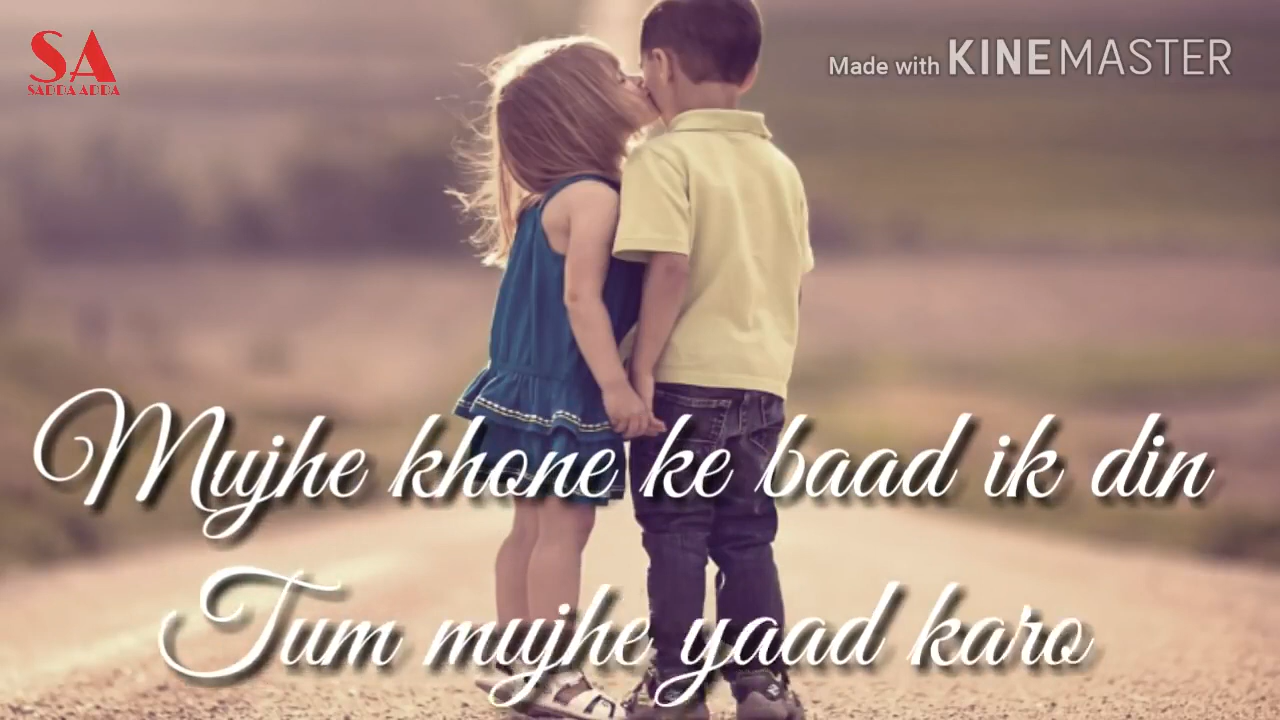 SA
SADDA ADDA
Made with KINEMASTER
Mujhe khone ke baad ik din
Tum mujhe yaad karo